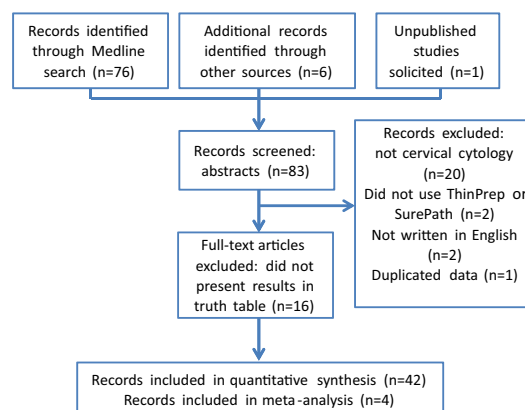 Records identified
through Medline
search (n=76)
Additional records
identified through
other sources (n=6)
Unpublished
studies
solicited (n=1)
Records screened:
abstracts (n=83)
Records excluded:
not cervical cytology
(n=20)
Did not use ThinPrep or
SurePath (n=2)
Not written in English
(n=2)
Duplicated data (n=1)
Full-text articles
excluded: did not
present results in
truth table (n=16)
Records included in quantitative synthesis (n=42)
Records included in meta-analysis (n=4)